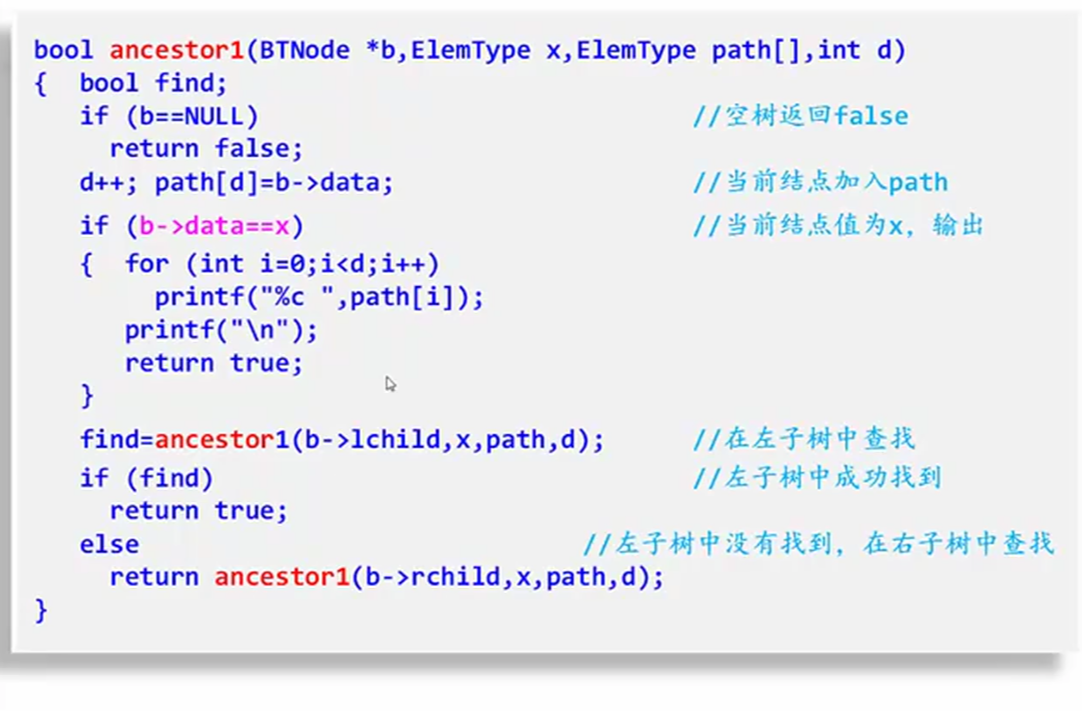 bool ancestor1(BTNode *b,ElemType x,ElemType path[],int d)
{  bool find;
   if (b==NULL)                             //空树返回false
     return false;
   d++; path[d]=b->data;                    //当前结点加入path
   if (b->data==x)                          //当前结点值为x，输出
   {  for (int i=0;i<d;i++)
        printf("%c ",path[i]);
      printf("\n");
      return true;
   }
   find=ancestor1(b->lchild,x,path,d);      //在左子树中查找
   if (find)                                //左子树中成功找到
     return true;
   else                              //左子树中没有找到，在右子树中查找
     return ancestor1(b->rchild,x,path,d);
}